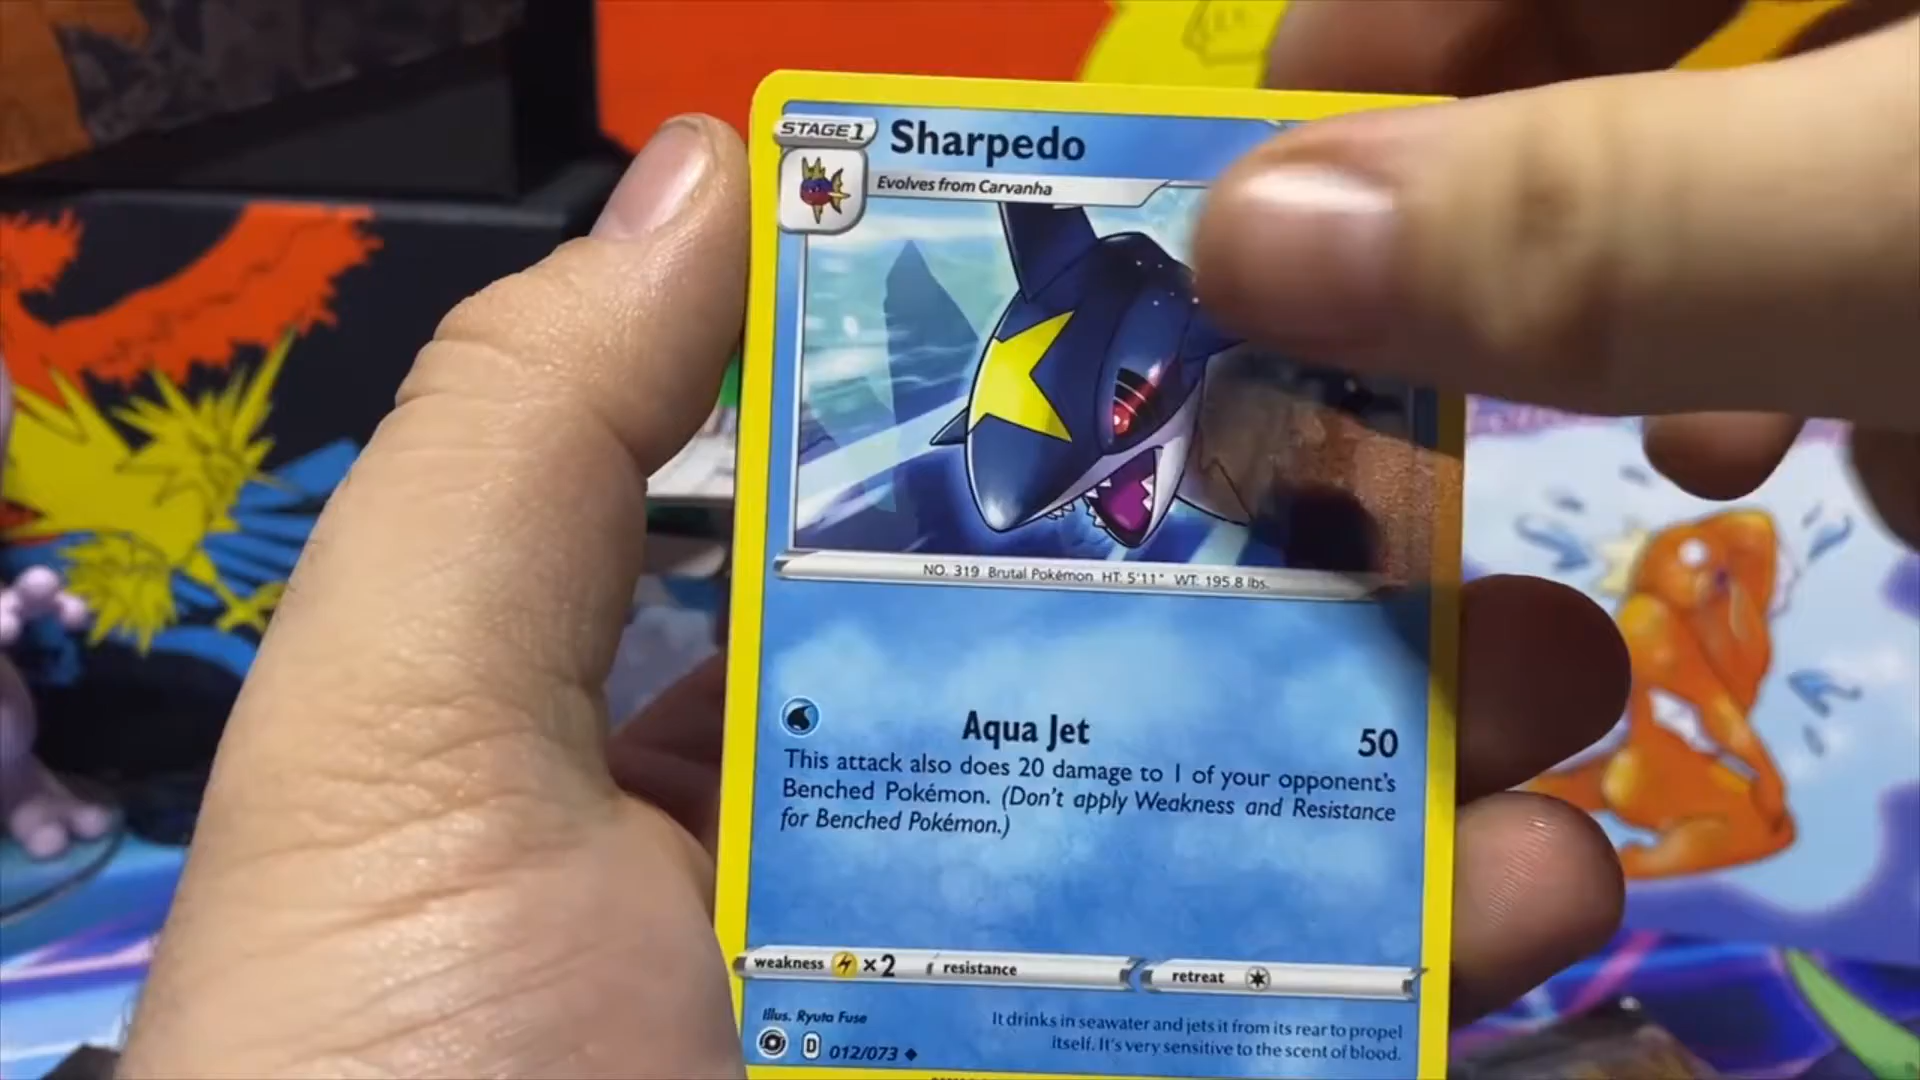 STAGE1
Sharpedo
Evolves from Carvanha
NO. 319 Brutal Pokémon HT: 5'11" WT: 195.8 lbs.
Aqua Jet 50
This attack also does 20 damage to 1 of your opponent's
Benched Pokémon. (Don't apply Weakness and Resistance
for Benched Pokémon.)
weakness ×2 resistance retreat
Illus. Ryuta Fuse
It drinks in seawater and jets it from its rear to propel
itself. It's very sensitive to the scent of blood.
D 012/073